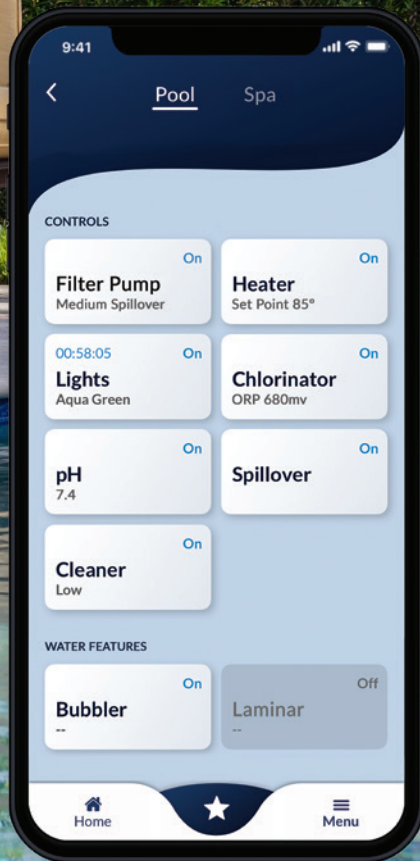 9:41
Pool Spa
CONTROLS
On
Filter Pump
Medium Spillover
On
Heater
Set Point 85°
00:58:05 On
Lights
Aqua Green
On
Chlorinator
ORP 680mv
On
pH
7.4
On
Spillover
On
Cleaner
Low
WATER FEATURES
On
Bubbler
--
Off
Laminar
--
Home
Menu